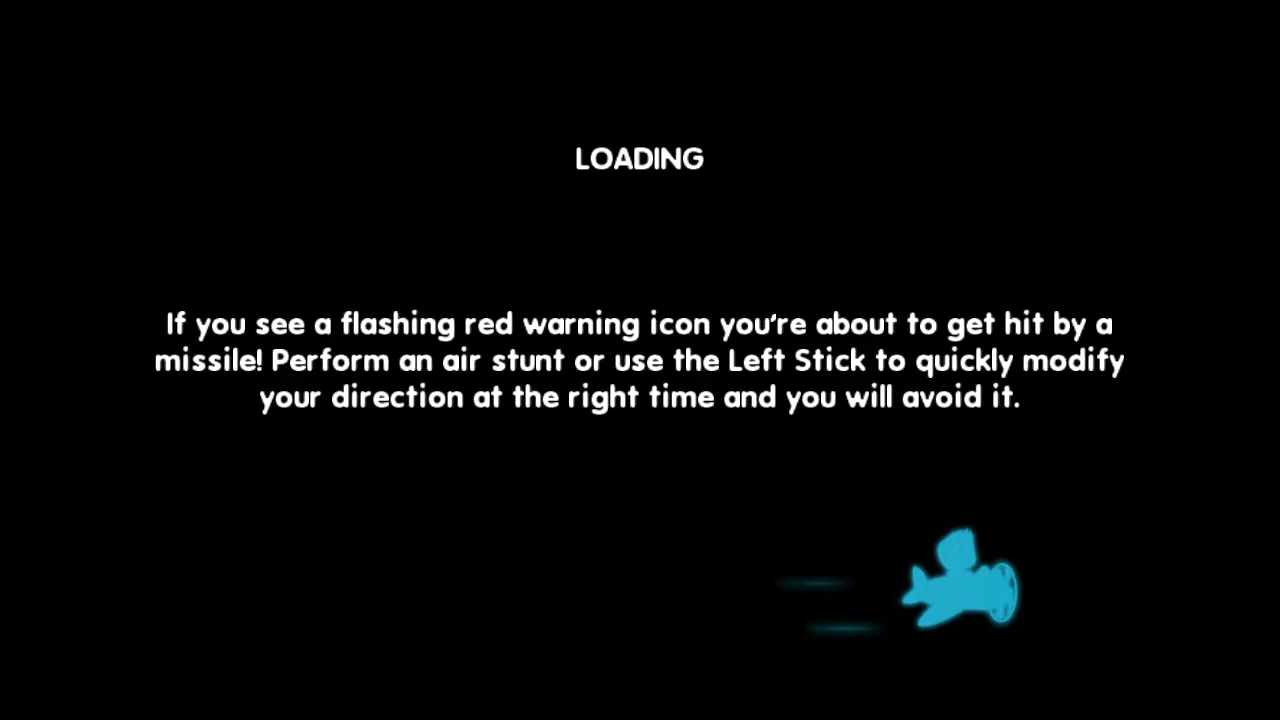 LOADING
If you see a flashing red warning icon you're about to get hit by a
missile! Perform an air stunt or use the Left Stick to quickly modify
your direction at the right time and you will avoid it.